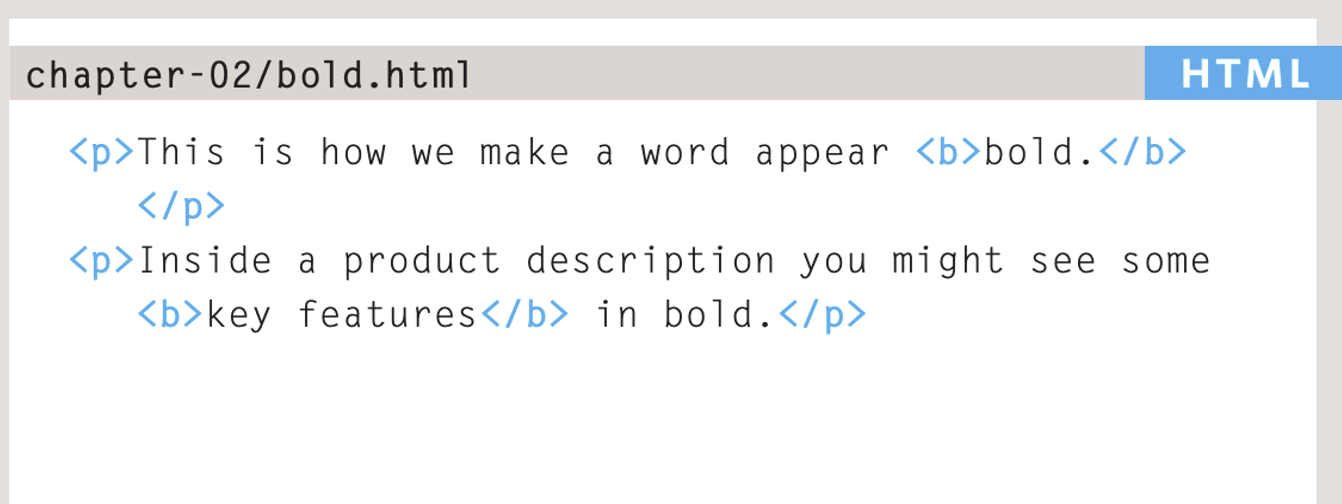 chapter-02/bold.html HTML
<p>This is how we make a word appear <b>bold.</b>
</p>
<p>Inside a product description you might see some
<b>key features</b> in bold.</p>